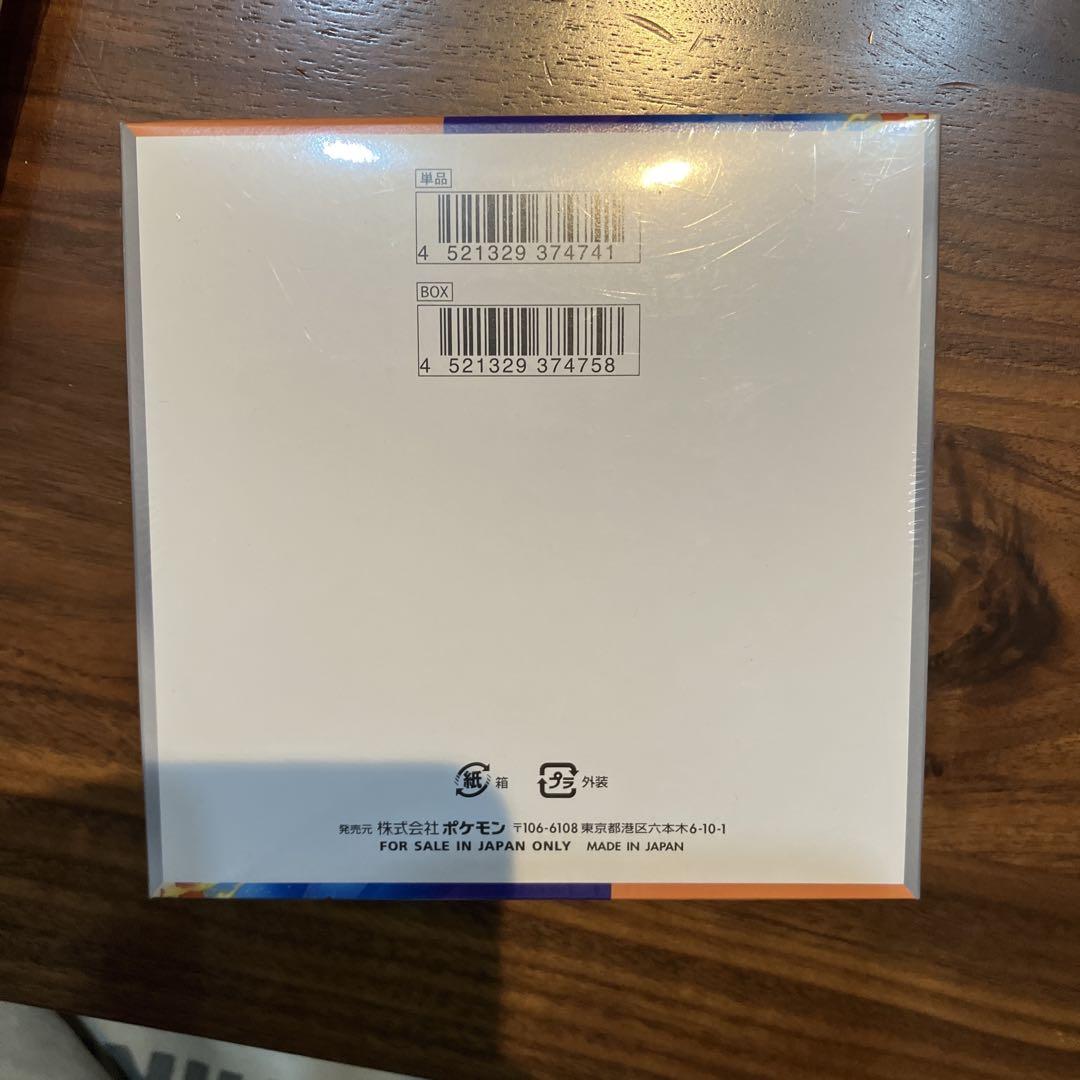 単品
4 521329 374741
BOX
4 521329 374758
紙 箱 プラ 外装
発売元 株式会社 ポケモン 〒106-6108 東京都港区六本木6-10-1
FOR SALE IN JAPAN ONLY MADE IN JAPAN